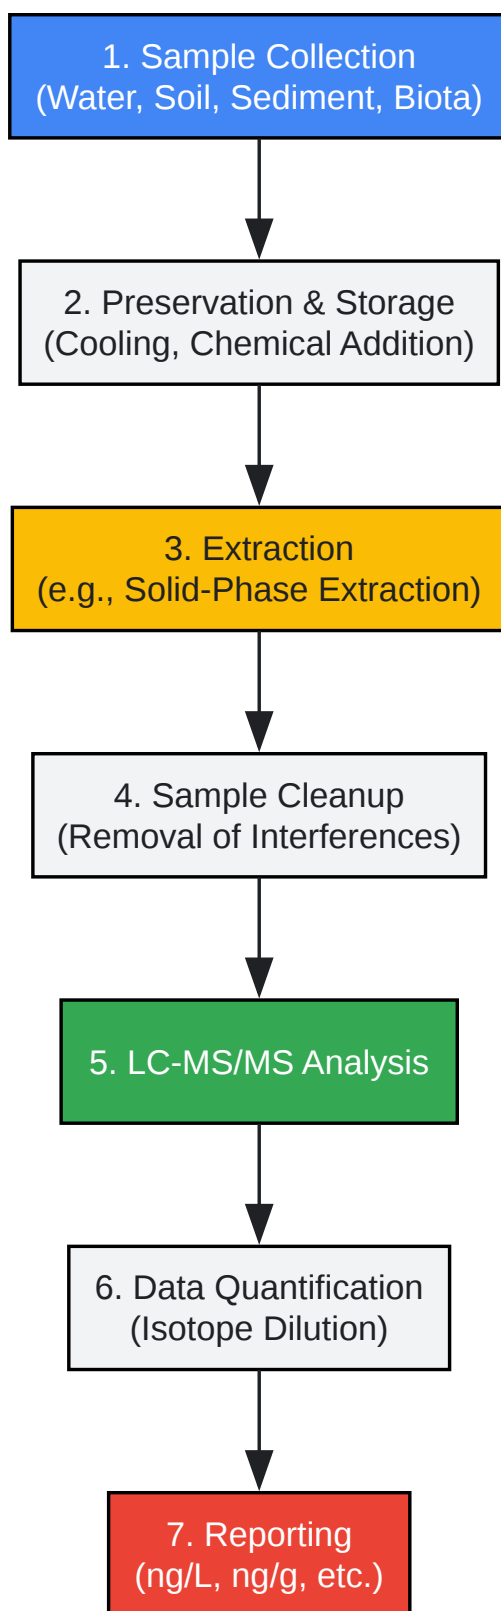 1. Sample Collection
(Water, Soil, Sediment, Biota)
2. Preservation & Storage
(Cooling, Chemical Addition)
3. Extraction
(e.g., Solid-Phase Extraction)
4. Sample Cleanup
(Removal of Interferences)
5. LC-MS/MS Analysis
6. Data Quantification
(Isotope Dilution)
7. Reporting
(ng/L, ng/g, etc.)